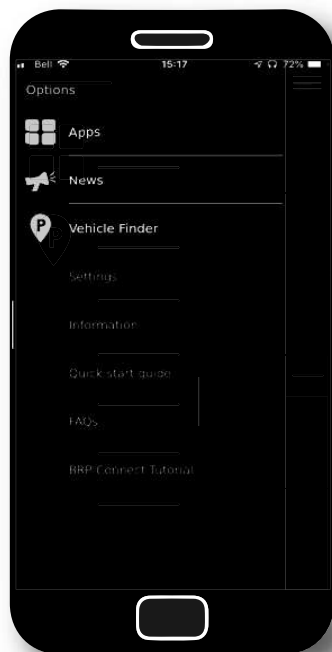 Bell 15:17 72%
Options
Apps
News
P Vehicle Finder
Settings
Information
Quick start guide
FAQs
BRP Connect Tutorial